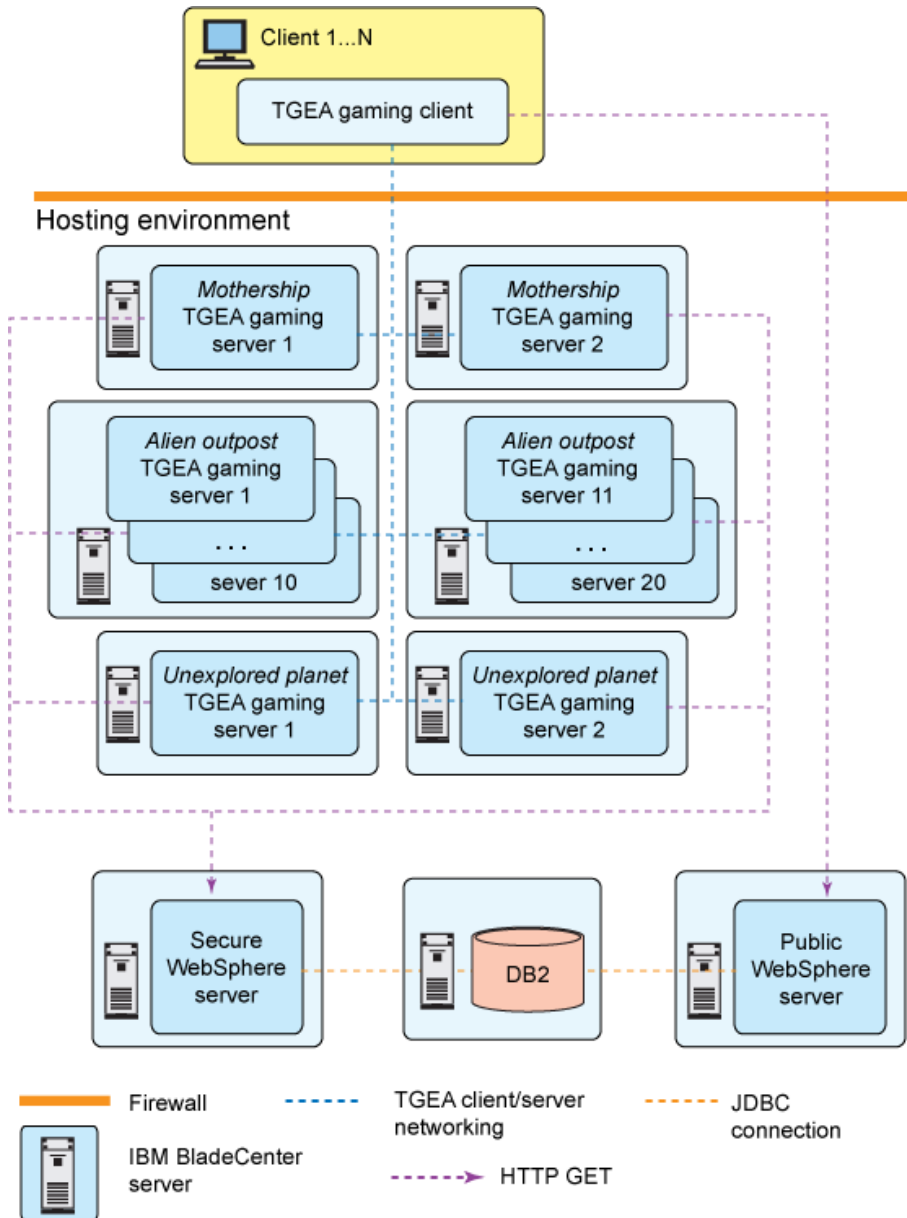 Client 1...N
TGEA gaming client
Hosting environment
Mothership
TGEA gaming
server 1
Mothership
TGEA gaming
server 2
Alien outpost
TGEA gaming
server 1
. . .
sever 10
Alien outpost
TGEA gaming
server 11
. . .
server 20
Unexplored planet
TGEA gaming
server 1
Unexplored planet
TGEA gaming
server 2
Secure
WebSphere
server
DB2
Public
WebSphere
server
Firewall
TGEA client/server
networking
JDBC
connection
IBM BladeCenter
server
HTTP GET